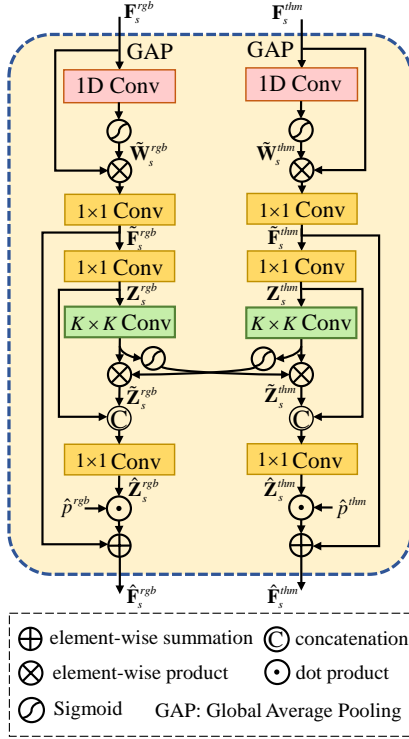 F_s^{rgb} F_s^{thm}
GAP GAP
1D Conv 1D Conv
W̃_s^{rgb} W̃_s^{thm}
1×1 Conv 1×1 Conv
F̃_s^{rgb} F̃_s^{thm}
1×1 Conv 1×1 Conv
Z_s^{rgb} Z_s^{thm}
K×K Conv K×K Conv
Z̃_s^{rgb} Z̃_s^{thm}
C C
1×1 Conv 1×1 Conv
Ẑ_s^{rgb} Ẑ_s^{thm}
p̂^{rgb} p̂^{thm}
F̂_s^{rgb} F̂_s^{thm}
element-wise summation C concatenation
element-wise product dot product
Sigmoid GAP: Global Average Pooling